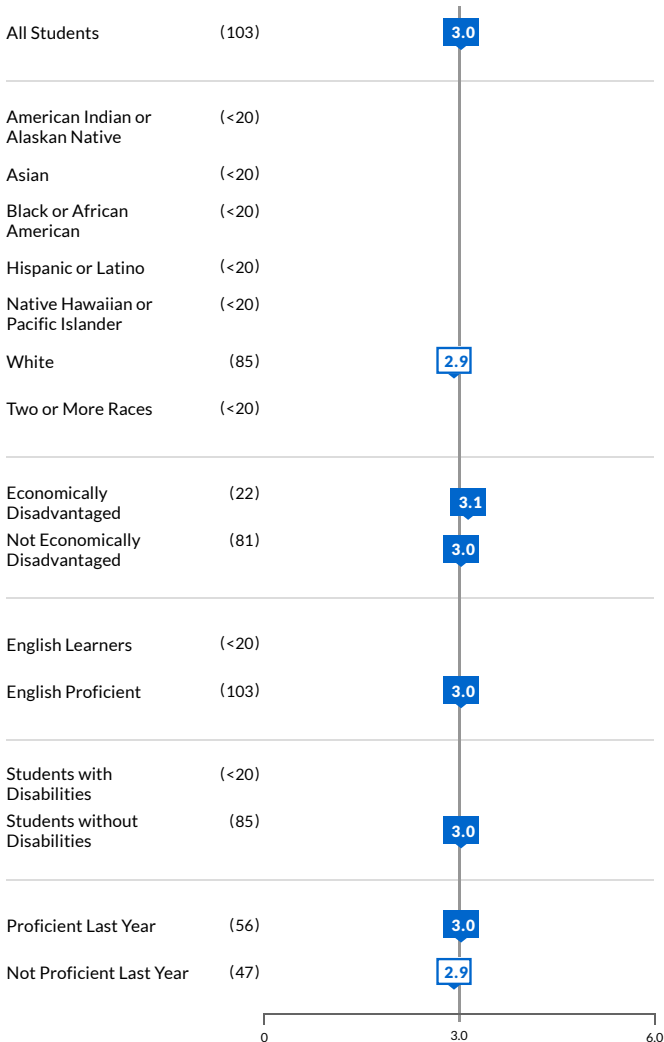 All Students (103) 3.0
American Indian or (<20)
Alaskan Native
Asian (<20)
Black or African (<20)
American
Hispanic or Latino (<20)
Native Hawaiian or (<20)
Pacific Islander
White (85) 2.9
Two or More Races (<20)
Economically (22) 3.1
Disadvantaged
Not Economically (81) 3.0
Disadvantaged
English Learners (<20)
English Proficient (103) 3.0
Students with (<20)
Disabilities
Students without (85) 3.0
Disabilities
Proficient Last Year (56) 3.0
Not Proficient Last Year (47) 2.9
0 3.0 6.0